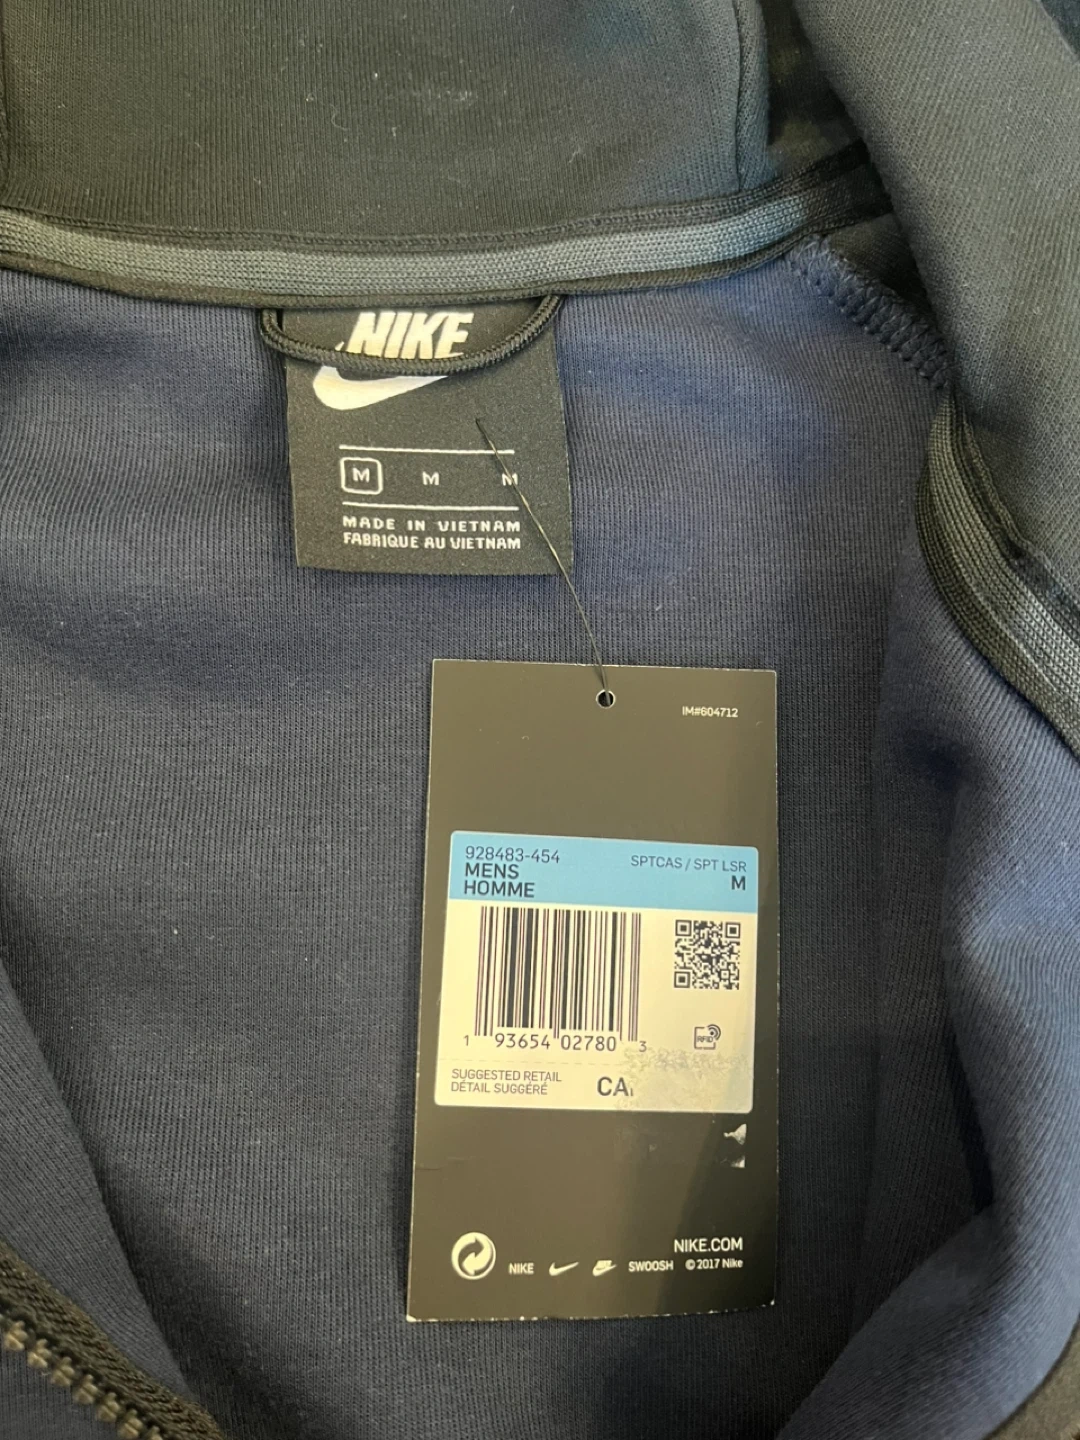 NIKE
M M M
MADE IN VIETNAM
FABRIQUE AU VIETNAM
IM#604712
928483-454
SPTCAS / SPT LSR
MENS
M
HOMME
1 93654 02780 3
RFID
SUGGESTED RETAIL
DÉTAIL SUGGÉRÉ
NIKE.COM
NIKE SWOOSH © 2017 Nike